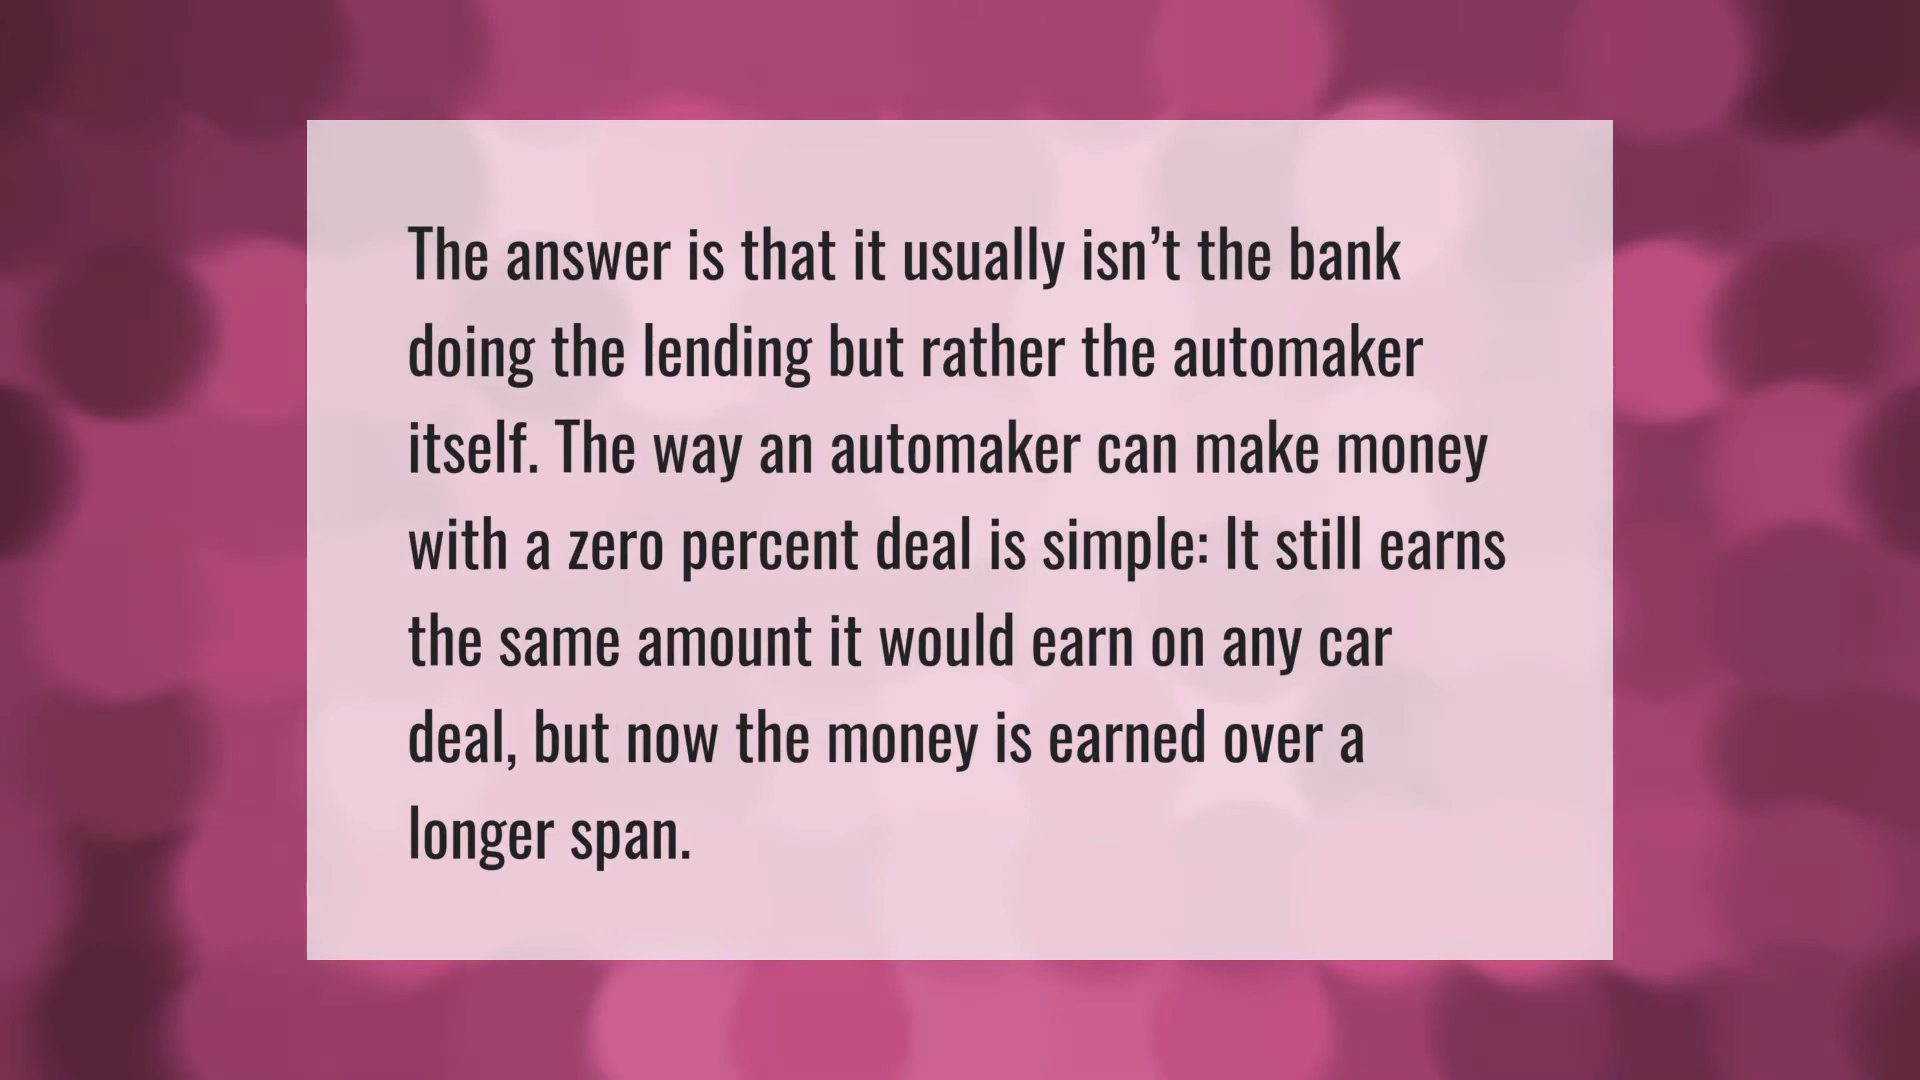 The answer is that it usually isn’t the bank
doing the lending but rather the automaker
itself. The way an automaker can make money
with a zero percent deal is simple: It still earns
the same amount it would earn on any car
deal, but now the money is earned over a
longer span.